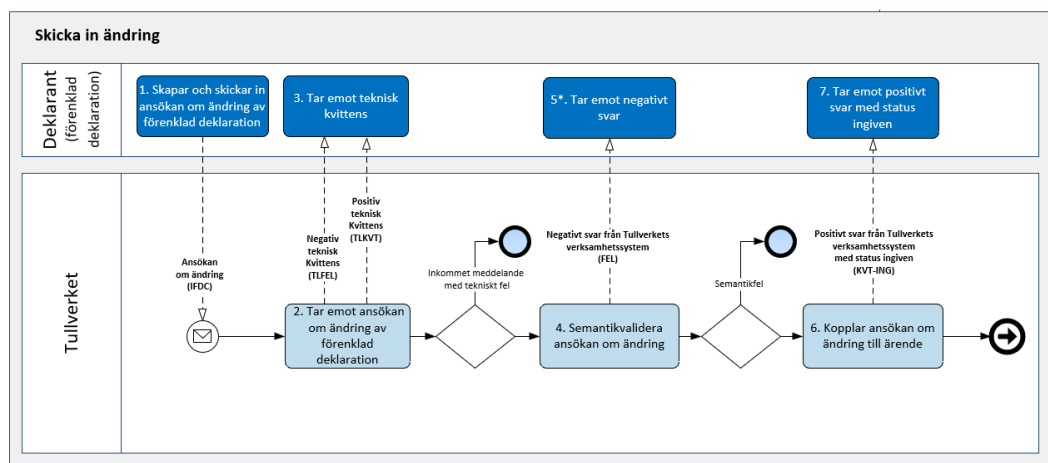 Skicka in ändring
Deklarant
(förenklad
deklaration)
1. Skapar och skickar in
ansökan om ändring av
förenklad deklaration
3. Tar emot teknisk
kvittens
5*. Tar emot negativt
svar
7. Tar emot positivt
svar med status
ingiven
Tullverket
Ansökan
om ändring
(IFDC)
Negativ
teknisk
Kvittens
(TLFEL)
Positiv
teknisk
Kvittens
(TLKVT)
Inkommet meddelande
med tekniskt fel
Negativt svar från Tullverkets
verksamhetssystem
(FEL)
Semantikfel
Positivt svar från Tullverkets
verksamhetssystem
med status ingiven
(KVT-ING)
2. Tar emot ansökan
om ändring av
förenklad
deklaration
4. Semantikvalidera
ansökan om ändring
6. Kopplar ansökan om
ändring till ärende